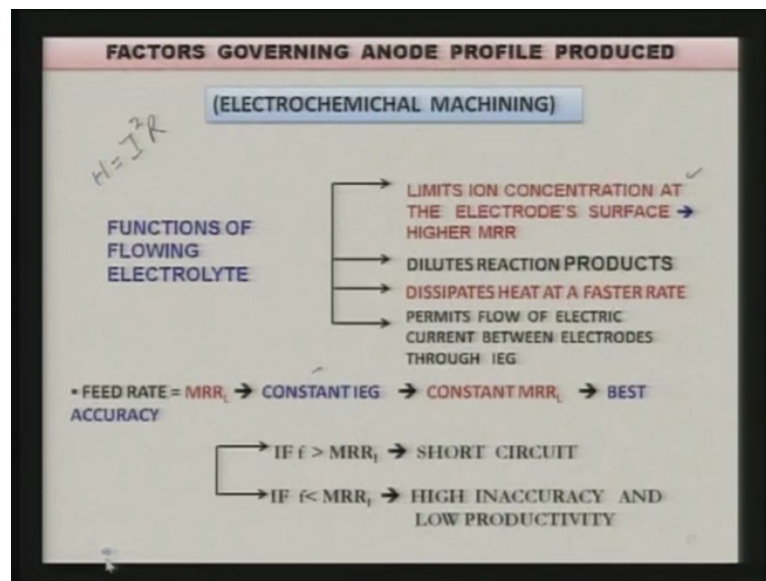 FACTORS GOVERNING ANODE PROFILE PRODUCED
(ELECTROCHEMICHAL MACHINING)
H = I²R
FUNCTIONS OF
FLOWING
ELECTROLYTE
LIMITS ION CONCENTRATION AT
THE ELECTRODE'S SURFACE →
HIGHER MRR
DILUTES REACTION PRODUCTS
DISSIPATES HEAT AT A FASTER RATE
PERMITS FLOW OF ELECTRIC
CURRENT BETWEEN ELECTRODES
THROUGH IEG
• FEED RATE = MRRL → CONSTANT IEG → CONSTANT MRRL → BEST
ACCURACY
IF f > MRRl → SHORT CIRCUIT
IF f< MRRl → HIGH INACCURACY AND
LOW PRODUCTIVITY